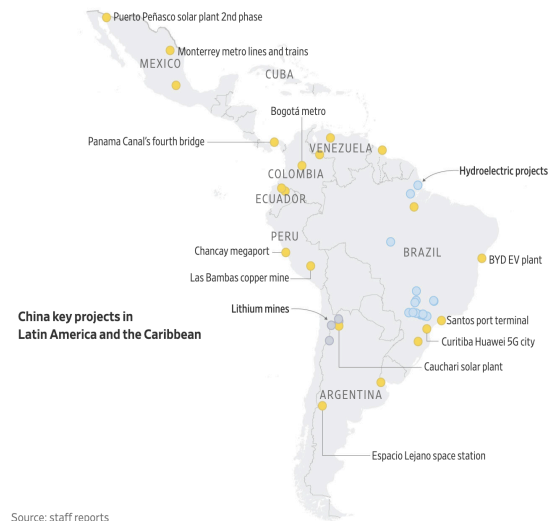 Puerto Peñasco solar plant 2nd phase
Monterrey metro lines and trains
MEXICO
CUBA
Bogotá metro
Panama Canal's fourth bridge
VENEZUELA
COLOMBIA
Hydroelectric projects
ECUADOR
PERU
Chancay megaport
BRAZIL
BYD EV plant
Las Bambas copper mine
Lithium mines
China key projects in
Latin America and the Caribbean
Santos port terminal
Curitiba Huawei 5G city
Cauchari solar plant
ARGENTINA
Espacio Lejano space station
Source: staff reports